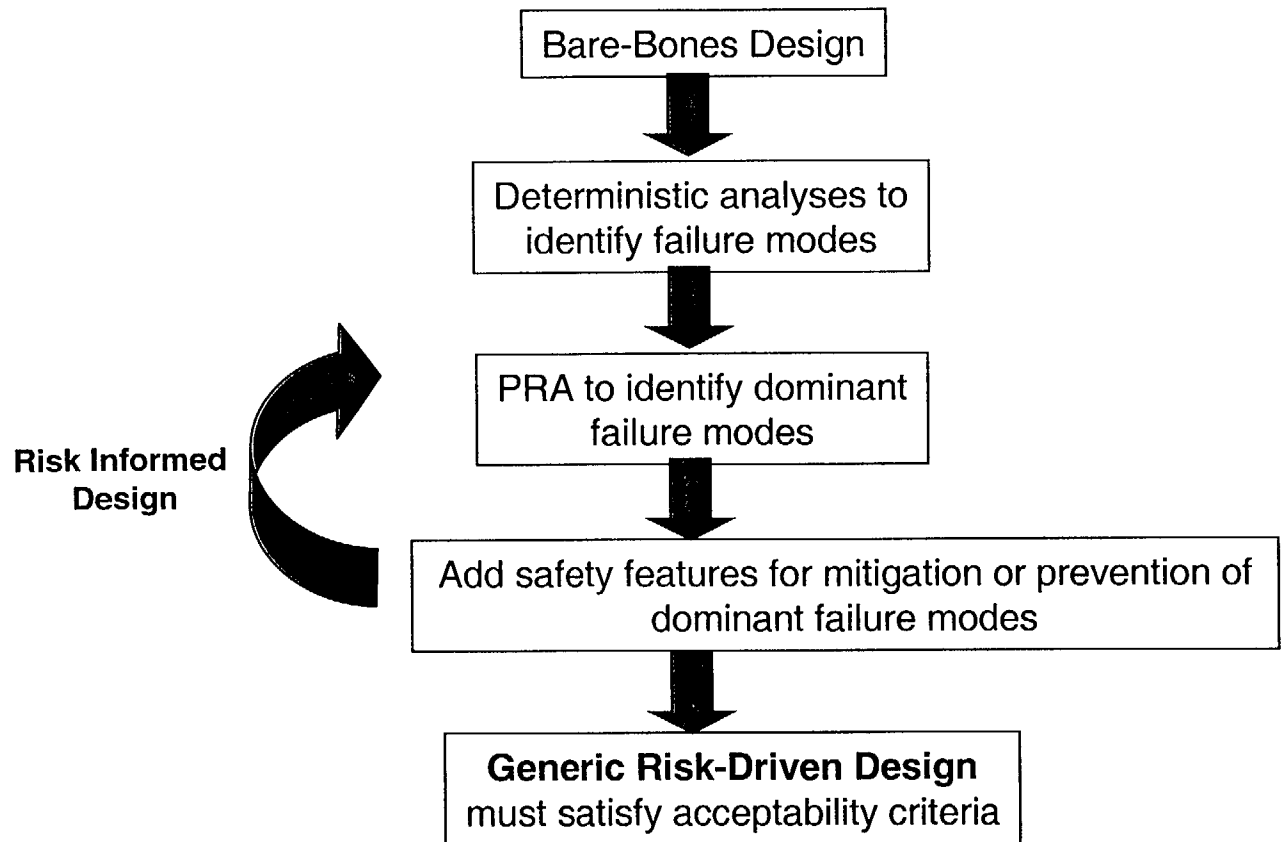 Bare-Bones Design
Deterministic analyses to
identify failure modes
PRA to identify dominant
failure modes
Risk Informed
Design
Add safety features for mitigation or prevention of
dominant failure modes
Generic Risk-Driven Design
must satisfy acceptability criteria